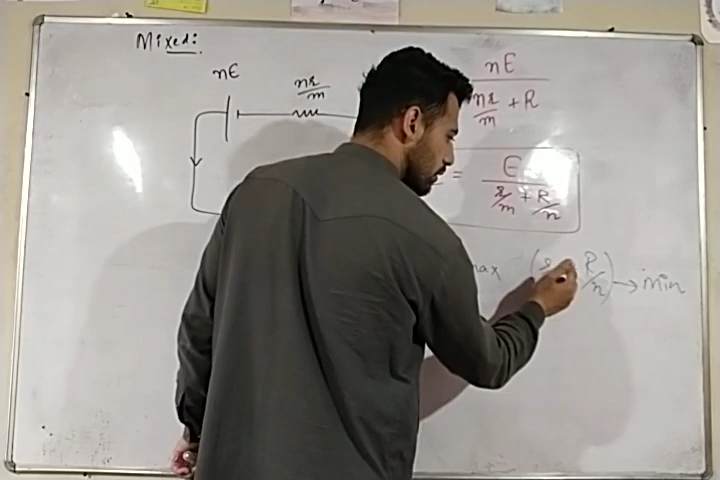 Mixed:
nE
nr/m
nE
nr/m + R
= E
r/m + R/n
max (r R/n) → min